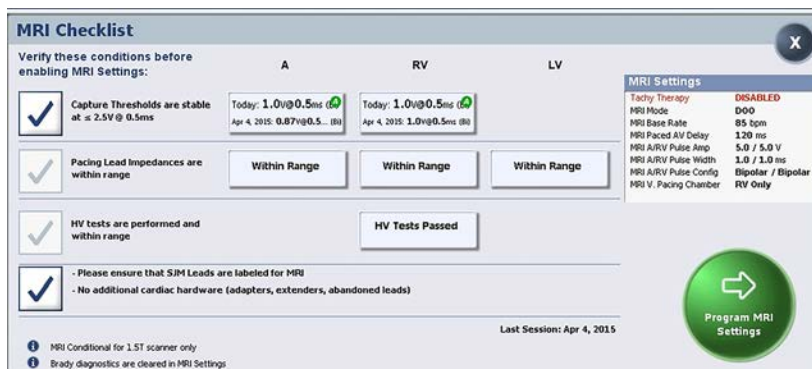 MRI Checklist
X
Verify these conditions before
enabling MRI Settings:
A
RV
LV
Capture Thresholds are stable
at ≤ 2.5V @ 0.5ms
Today: 1.0V@0.5ms (Bi)
Apr 4, 2015: 0.87V@0.5... (Bi)
Today: 1.0V@0.5ms (Bi)
Apr 4, 2015: 1.0V@0.5ms (Bi)
Pacing Lead Impedances are
within range
Within Range
Within Range
Within Range
HV tests are performed and
within range
HV Tests Passed
- Please ensure that SJM Leads are labeled for MRI
- No additional cardiac hardware (adapters, extenders, abandoned leads)
Last Session: Apr 4, 2015
MRI Conditional for 1.5T scanner only
Brady diagnostics are cleared in MRI Settings
MRI Settings
Tachy Therapy DISABLED
MRI Mode DOO
MRI Base Rate 85 bpm
MRI Paced AV Delay 120 ms
MRI A/RV Pulse Amp 5.0 / 5.0 V
MRI A/RV Pulse Width 1.0 / 1.0 ms
MRI A/RV Pulse Config Bipolar / Bipolar
MRI V. Pacing Chamber RV Only
Program MRI
Settings